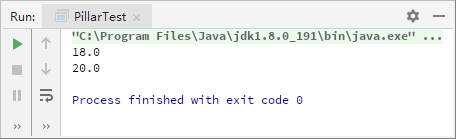 Run: PillarTest
"C:\Program Files\Java\jdk1.8.0_191\bin\java.exe" ...
18.0
20.0
Process finished with exit code 0